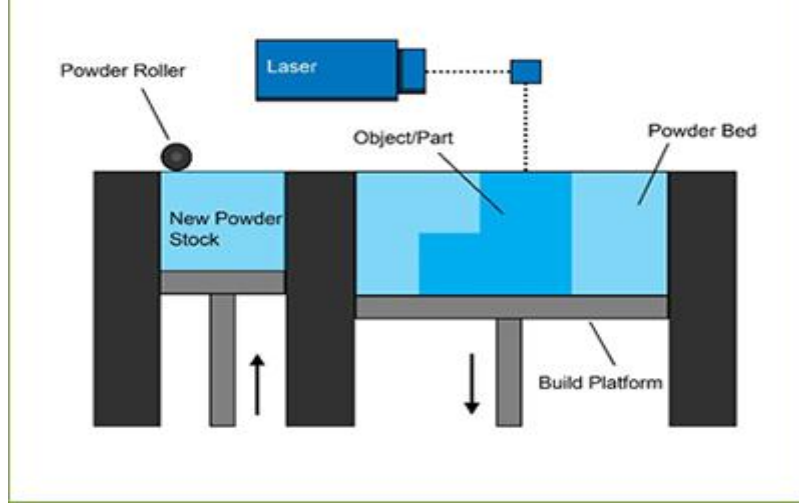 Powder Roller
Laser
Object/Part
Powder Bed
New Powder
Stock
Build Platform